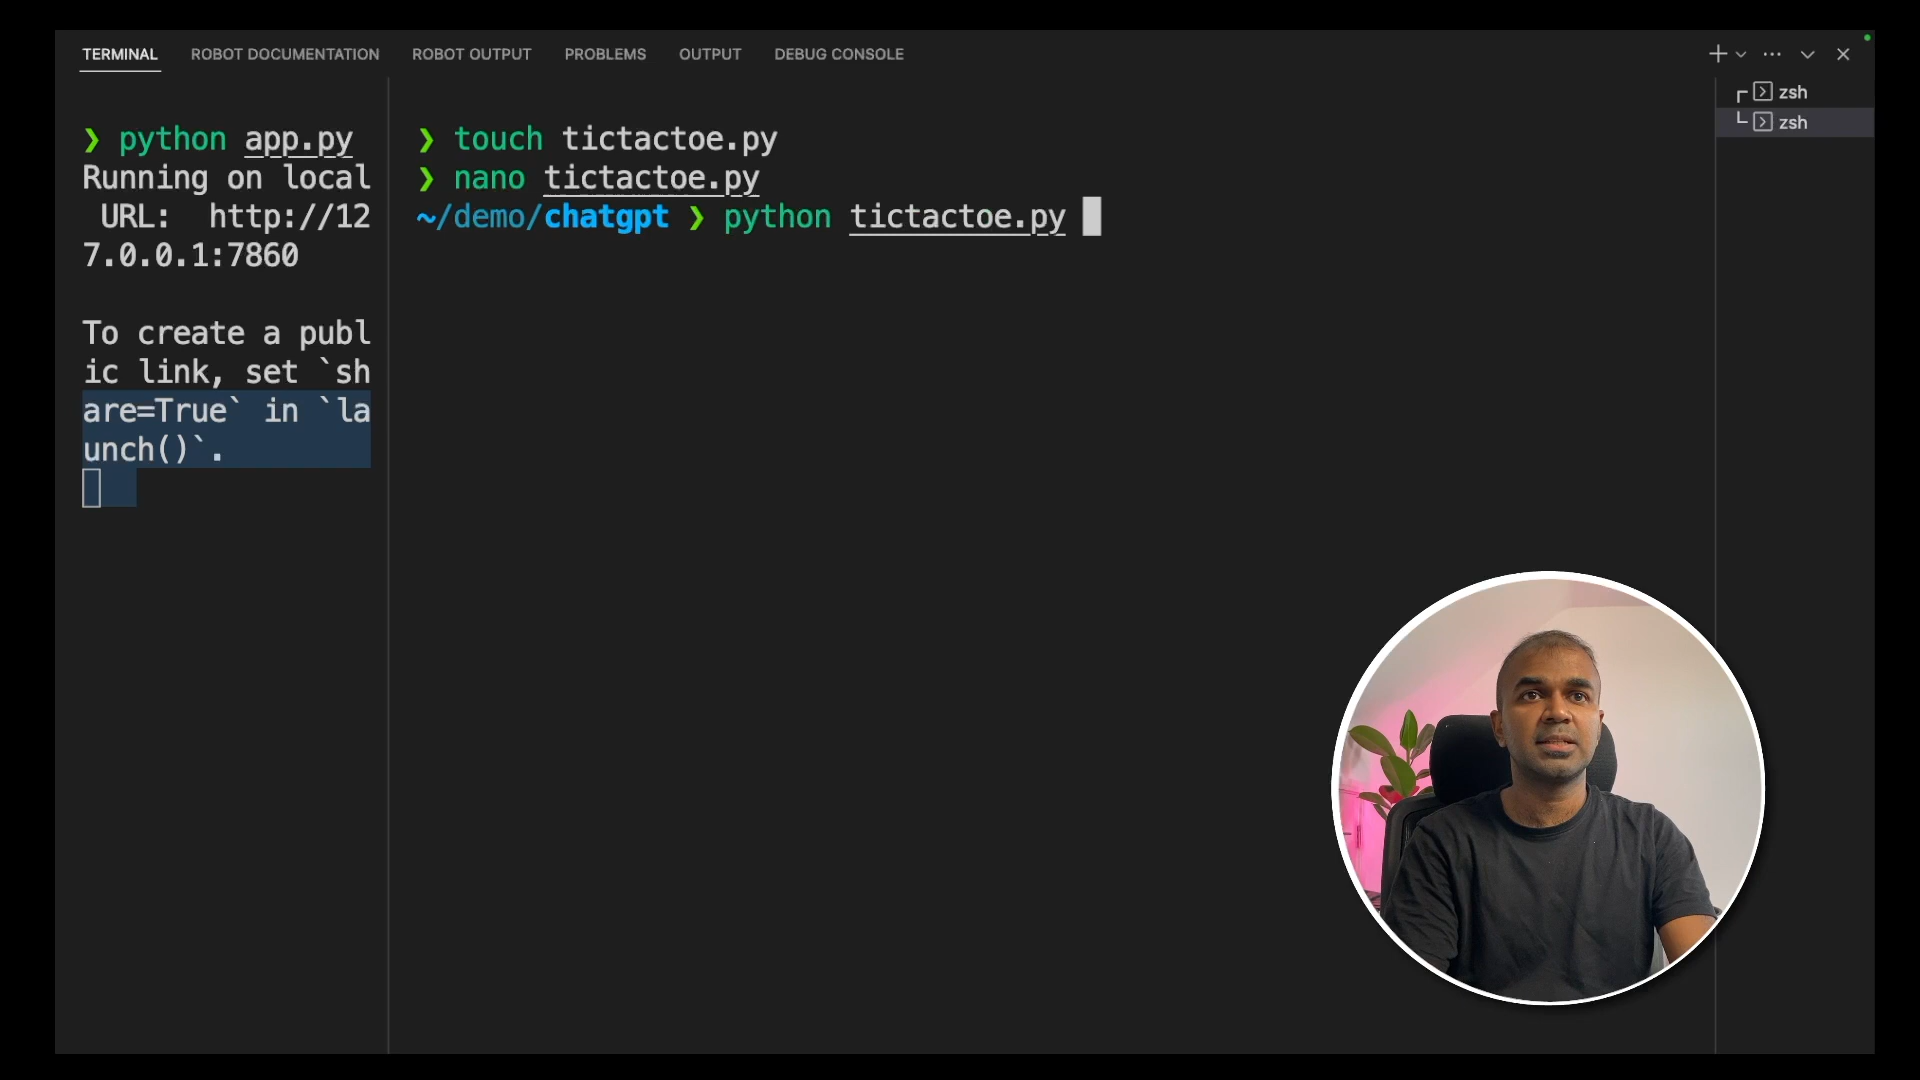 TERMINAL ROBOT DOCUMENTATION ROBOT OUTPUT PROBLEMS OUTPUT DEBUG CONSOLE
❯ python app.py
Running on local
URL:  http://12
7.0.0.1:7860
To create a publ
ic link, set `sh
are=True` in `la
unch()`.
❯ touch tictactoe.py
❯ nano tictactoe.py
~/demo/chatgpt ❯ python tictactoe.py
zsh
zsh